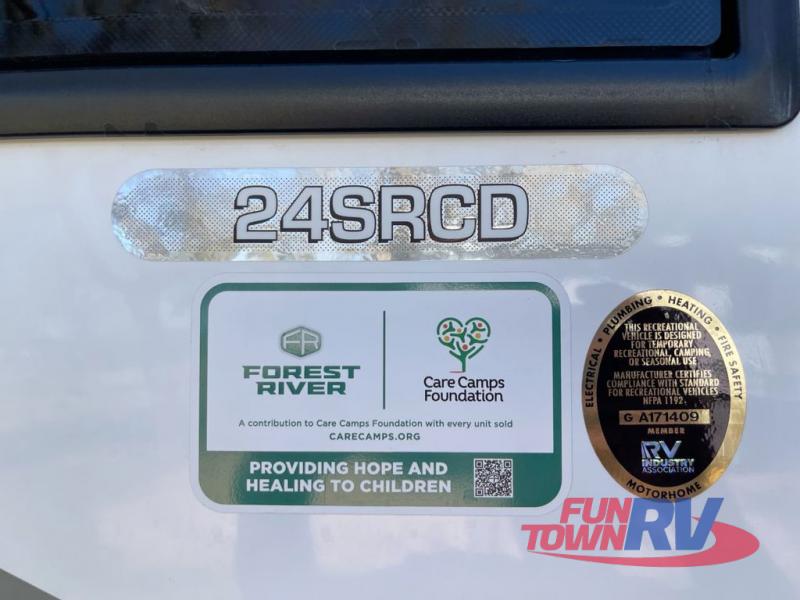 24SRCD
FR
FOREST
RIVER
Care Camps
Foundation
A contribution to Care Camps Foundation with every unit sold
CARECAMPS.ORG
PROVIDING HOPE AND
HEALING TO CHILDREN
ELECTRICAL • PLUMBING • HEATING • FIRE SAFETY
THIS RECREATIONAL
VEHICLE IS DESIGNED
FOR TEMPORARY
RECREATIONAL, CAMPING,
OR SEASONAL USE
MANUFACTURER CERTIFIES
COMPLIANCE WITH STANDARD
FOR RECREATIONAL VEHICLES
NFPA 1192.
G A171409
MEMBER
RV
INDUSTRY
ASSOCIATION
MOTORHOME
FUN
TOWN RV